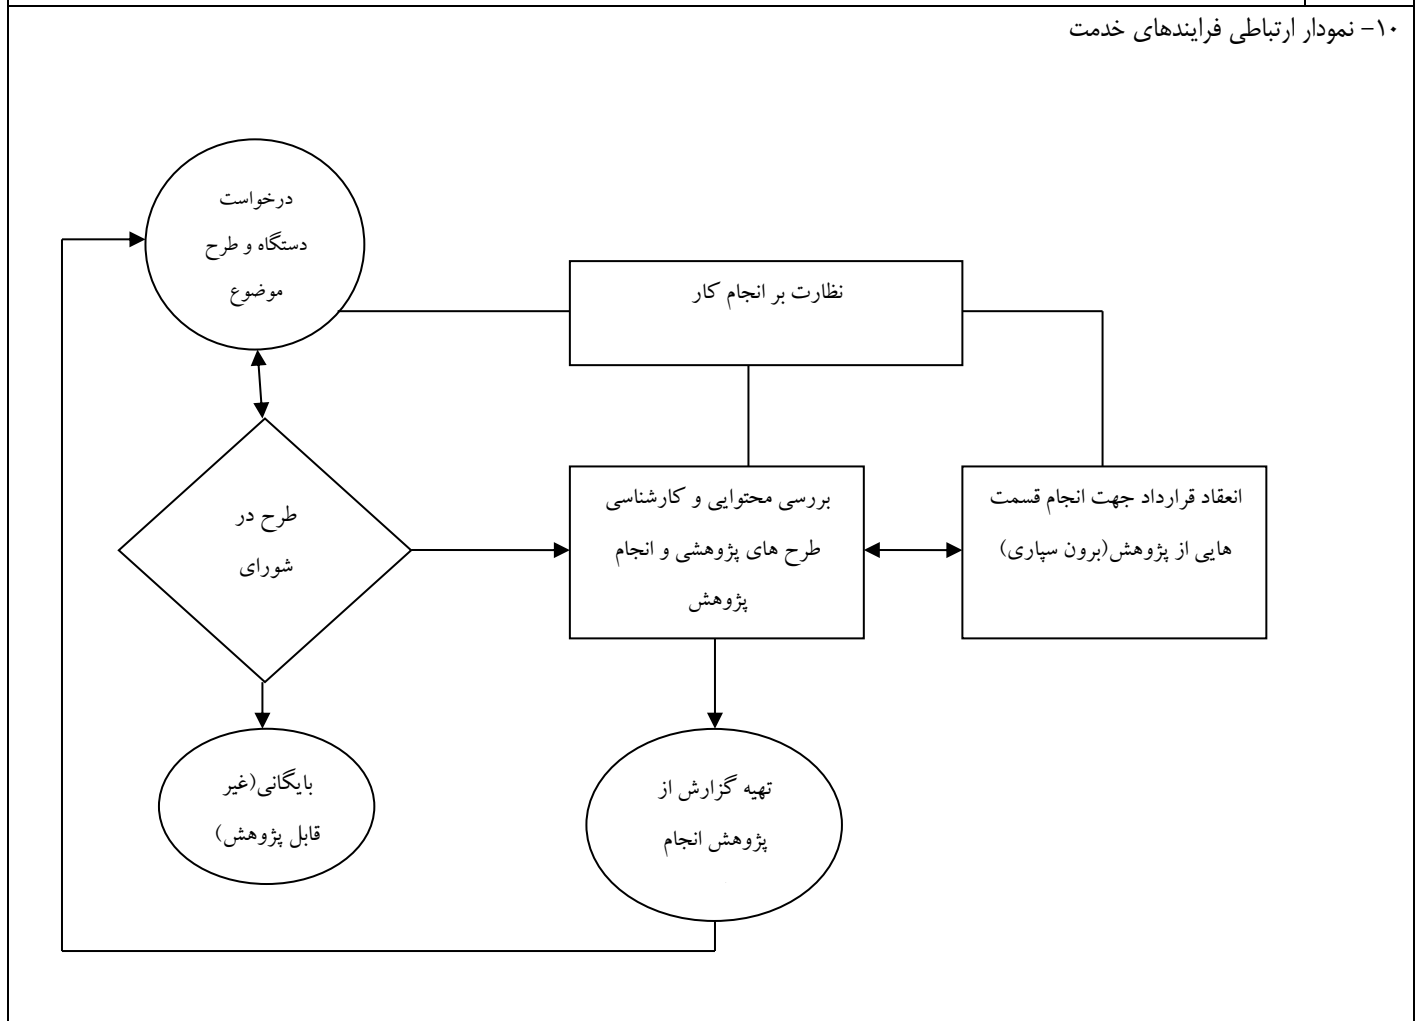 ۱۰- نمودار ارتباطی فرایندهای خدمت
درخواست
دستگاه و طرح
موضوع
نظارت بر انجام کار
طرح در
شورای
بررسی محتوایی و کارشناسی
طرح های پژوهشی و انجام
پژوهش
انعقاد قرارداد جهت انجام قسمت
هایی از پژوهش(برون سپاری)
بایگانی(غیر
قابل پژوهش)
تهیه گزارش از
پژوهش انجام